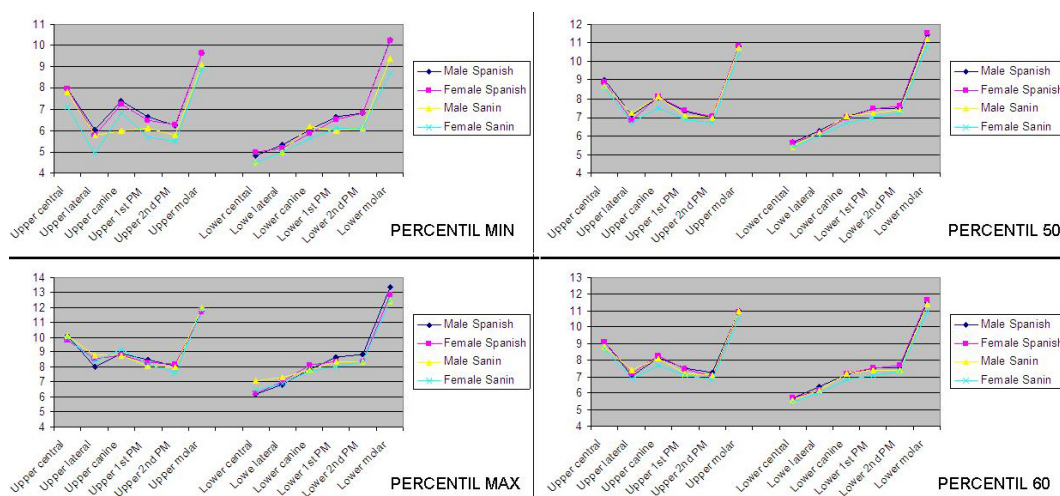 11
10
9
8
7
6
5
4
Upper central
Upper lateral
Upper canine
Upper 1st PM
Upper 2nd PM
Upper molar
Lower central
Lowe lateral
Lower canine
Lower 1st PM
Lower 2nd PM
Lower molar
Male Spanish
Female Spanish
Male Sanin
Female Sanin
PERCENTIL MIN
12
11
10
9
8
7
6
5
4
Upper central
Upper lateral
Upper canine
Upper 1st PM
Upper 2nd PM
Upper molar
Lower central
Lowe lateral
Lower canine
Lower 1st PM
Lower 2nd PM
Lower molar
Male Spanish
Female Spanish
Male Sanin
Female Sanin
PERCENTIL 50
14
13
12
11
10
9
8
7
6
5
4
Upper central
Upper lateral
Upper canine
Upper 1st PM
Upper 2nd PM
Upper molar
Lower central
Lowe lateral
Lower canine
Lower 1st PM
Lower 2nd PM
Lower molar
Male Spanish
Female Spanish
Male Sanin
Female Sanin
PERCENTIL MAX
13
12
11
10
9
8
7
6
5
4
Upper central
Upper lateral
Upper canine
Upper 1st PM
Upper 2nd PM
Upper molar
Lower central
Lowe lateral
Lower canine
Lower 1st PM
Lower 2nd PM
Lower molar
Male Spanish
Female Spanish
Male Sanin
Female Sanin
PERCENTIL 60